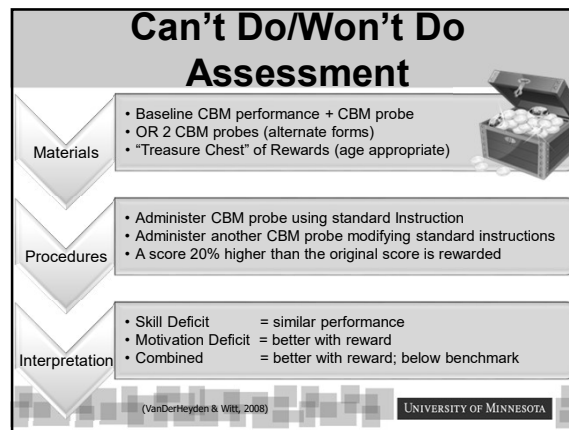 Can't Do/Won't Do
Assessment
Materials
• Baseline CBM performance + CBM probe
• OR 2 CBM probes (alternate forms)
• “Treasure Chest” of Rewards (age appropriate)
Procedures
• Administer CBM probe using standard Instruction
• Administer another CBM probe modifying standard instructions
• A score 20% higher than the original score is rewarded
Interpretation
• Skill Deficit = similar performance
• Motivation Deficit = better with reward
• Combined = better with reward; below benchmark
(VanDerHeyden & Witt, 2008)
UNIVERSITY OF MINNESOTA